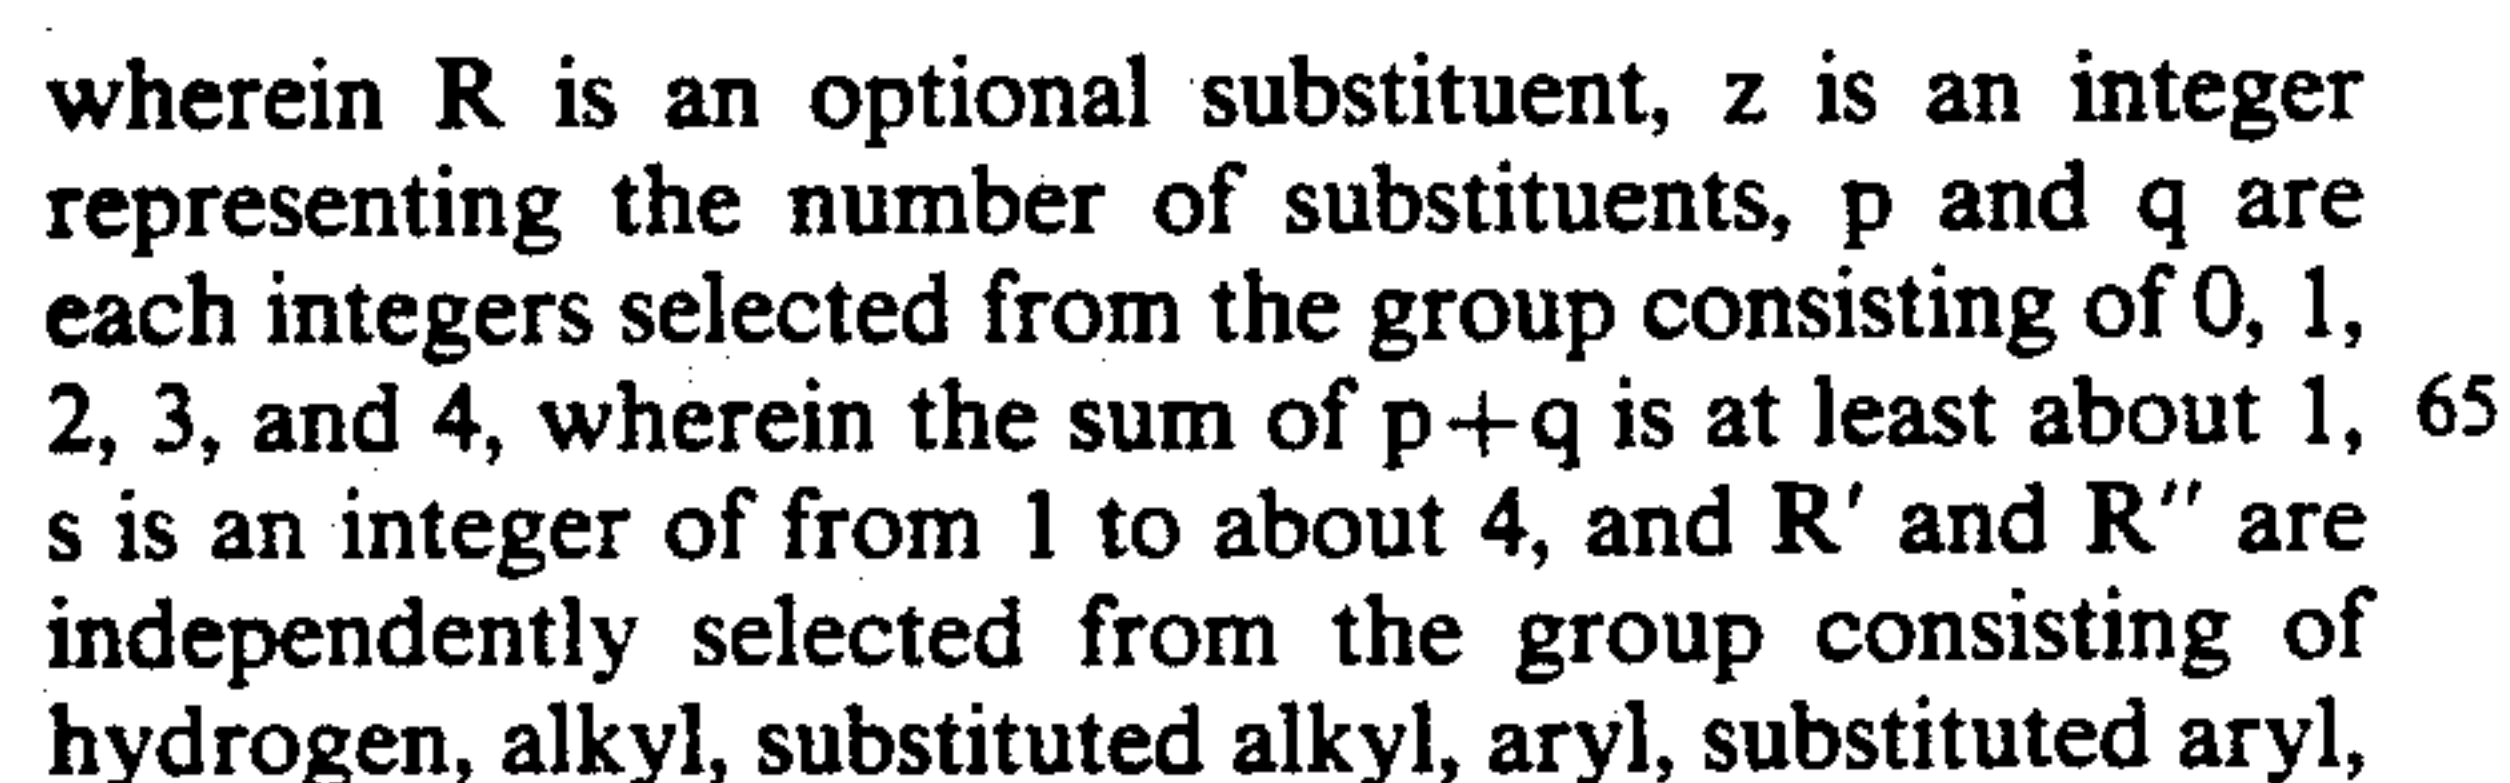 wherein R is an optional substituent, z is an integer
representing the number of substituents, p and q are
each integers selected from the group consisting of 0, 1,
2, 3, and 4, wherein the sum of p+q is at least about 1, 65
s is an integer of from 1 to about 4, and R' and R'' are
independently selected from the group consisting of
hydrogen, alkyl, substituted alkyl, aryl, substituted aryl,